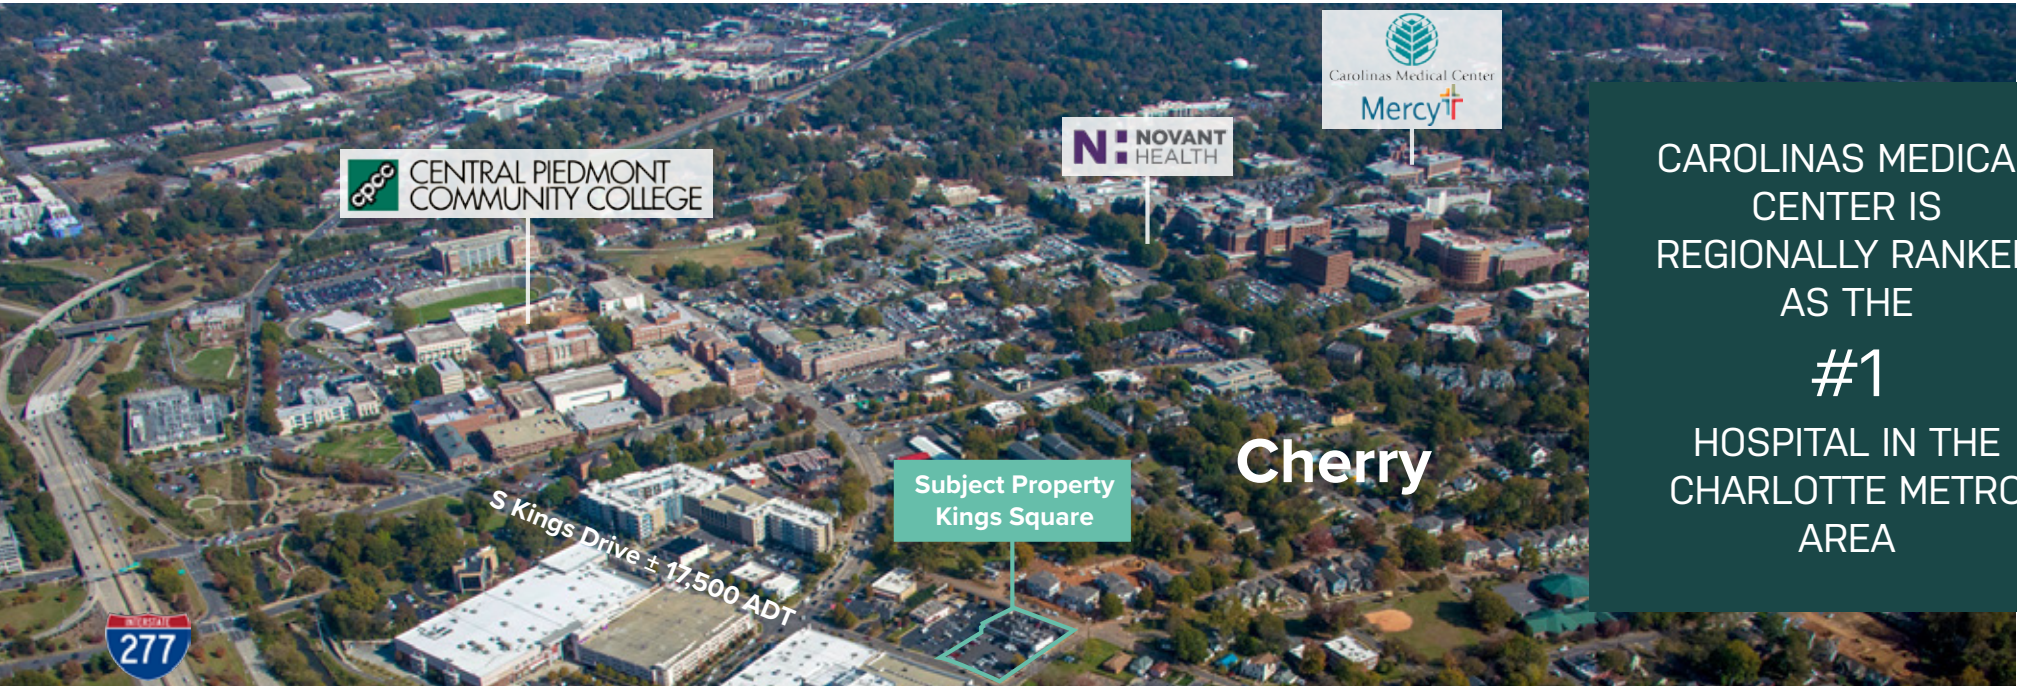 Carolinas Medical Center
Mercy
NOVANT
HEALTH
cpcc
CENTRAL PIEDMONT
COMMUNITY COLLEGE
CAROLINAS MEDICA
CENTER IS
REGIONALLY RANKE
AS THE
#1
HOSPITAL IN THE
CHARLOTTE METRO
AREA
Cherry
Subject Property
Kings Square
S Kings Drive ± 17,500 ADT
INTERSTATE
277